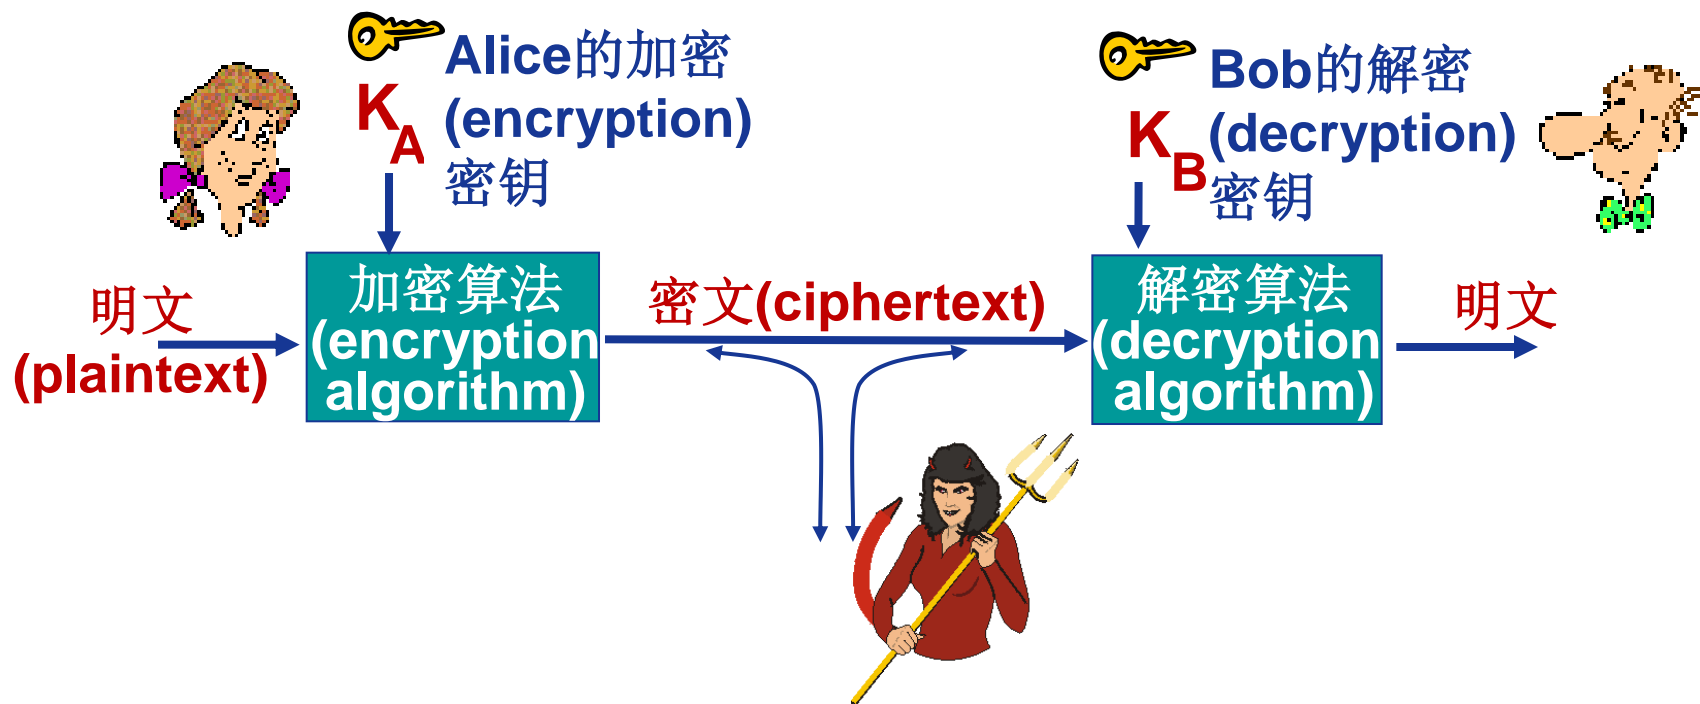 Alice的加密
(encryption)
密钥
K
A
Bob的解密
(decryption)
密钥
K
B
明文
(plaintext)
加密算法
(encryption
algorithm)
密文(ciphertext)
解密算法
(decryption
algorithm)
明文